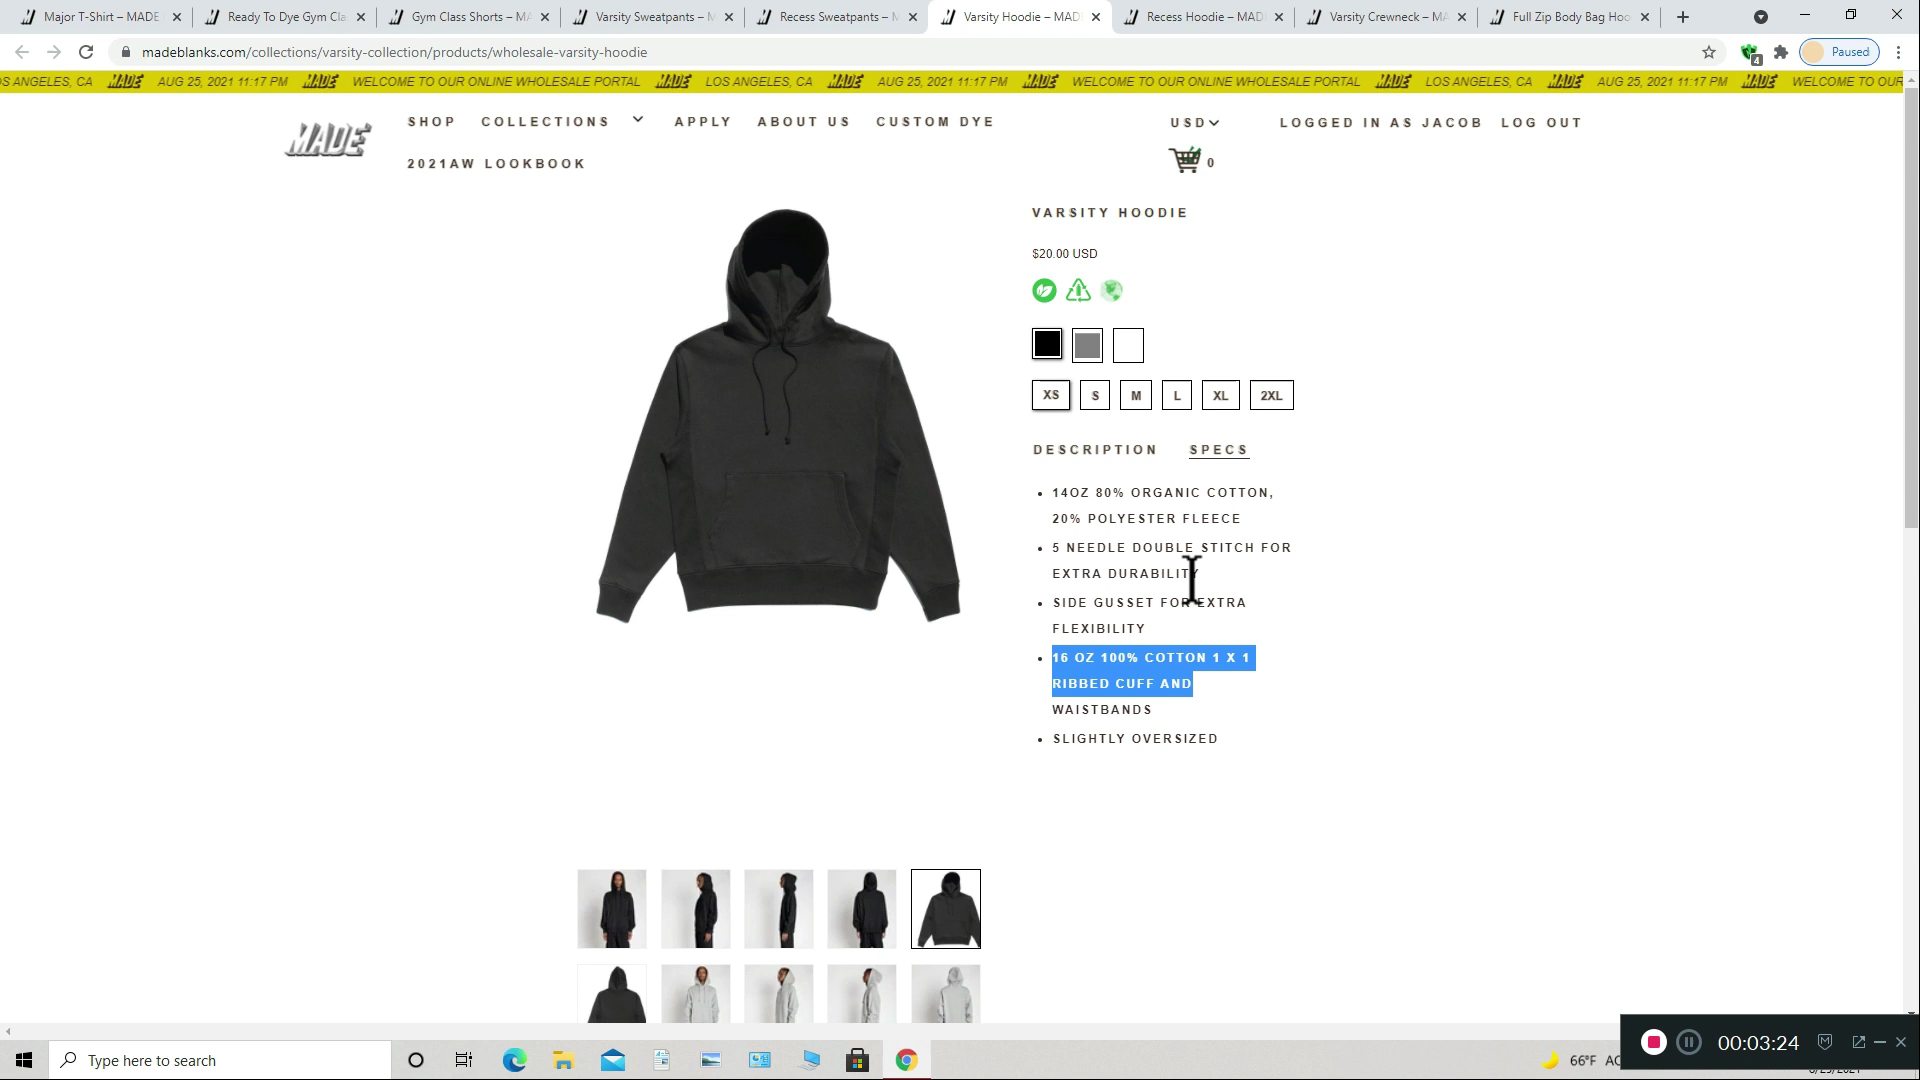 Major T-Shirt – MADE
Ready To Dye Gym Cla
Gym Class Shorts – MA
Varsity Sweatpants – M
Recess Sweatpants – M
Varsity Hoodie – MAD
Recess Hoodie – MAD
Varsity Crewneck – MA
Full Zip Body Bag Hoo
madeblanks.com/collections/varsity-collection/products/wholesale-varsity-hoodie
4
Paused
OS ANGELES, CA MADE AUG 25, 2021 11:17 PM MADE WELCOME TO OUR ONLINE WHOLESALE PORTAL MADE LOS ANGELES, CA MADE AUG 25, 2021 11:17 PM MADE WELCOME TO OUR ONLINE WHOLESALE PORTAL MADE LOS ANGELES, CA MADE AUG 25, 2021 11:17 PM MADE WELCOME TO OUR
MADE
SHOP COLLECTIONS APPLY ABOUT US CUSTOM DYE
2021AW LOOKBOOK
USD
LOGGED IN AS JACOB LOG OUT
0
VARSITY HOODIE
$20.00 USD
XS S M L XL 2XL
DESCRIPTION SPECS
• 14OZ 80% ORGANIC COTTON,
20% POLYESTER FLEECE
• 5 NEEDLE DOUBLE STITCH FOR
EXTRA DURABILITY
• SIDE GUSSET FOR EXTRA
FLEXIBILITY
• 16 OZ 100% COTTON 1 X 1
RIBBED CUFF AND
WAISTBANDS
• SLIGHTLY OVERSIZED
Type here to search
66°F AC
00:03:24